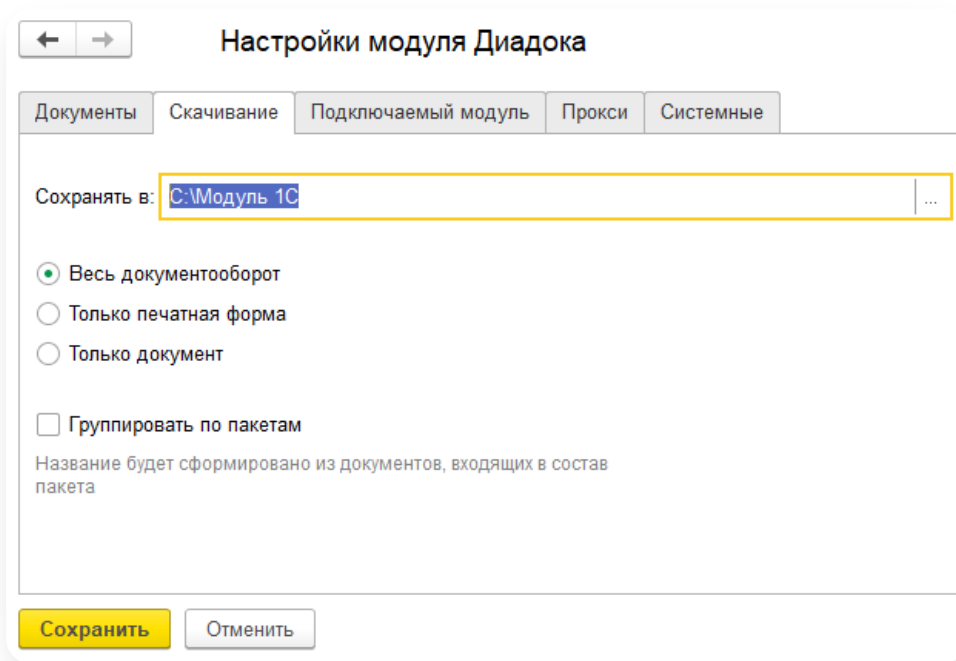 Настройки модуля Диадока
Документы Скачивание Подключаемый модуль Прокси Системные
Сохранять в: С:\Модуль 1С ...
Весь документооборот
Только печатная форма
Только документ
Группировать по пакетам
Название будет сформировано из документов, входящих в состав
пакета
Сохранить Отменить